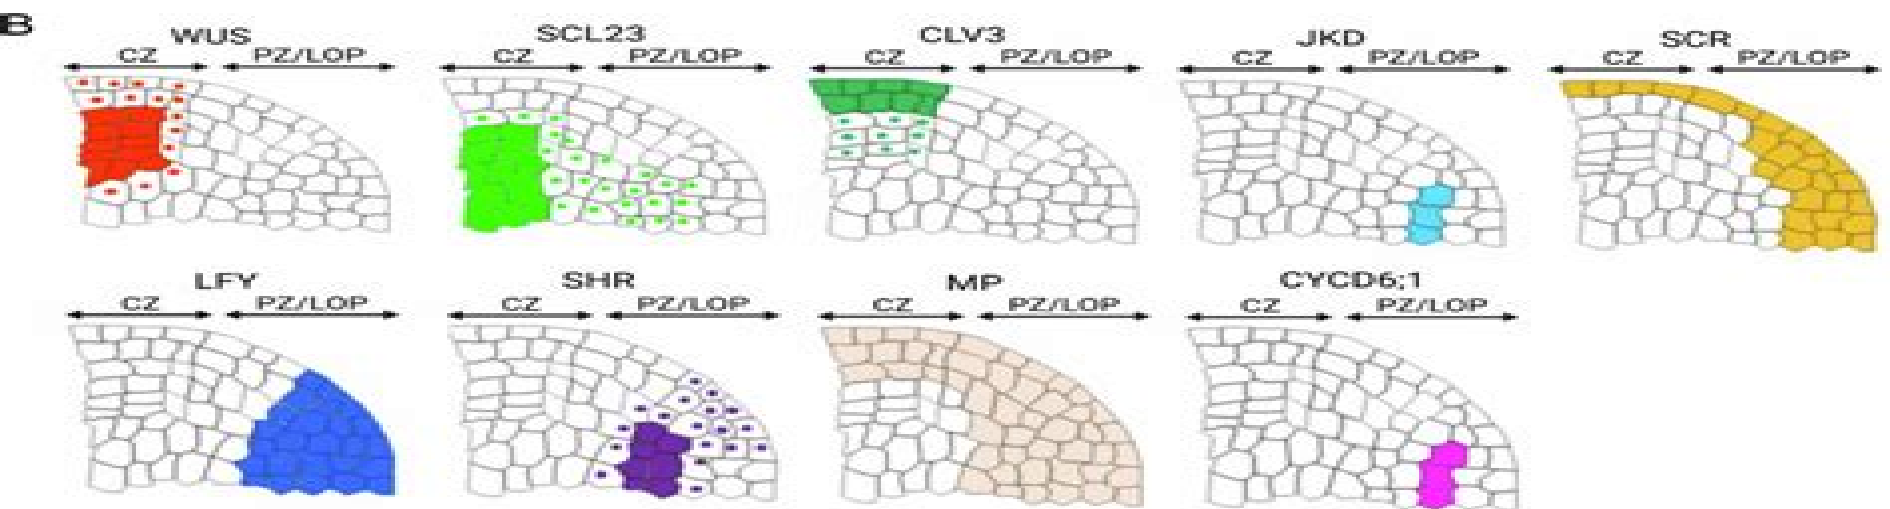 B
WUS SCL23 CLV3 JKD SCR
CZ PZ/LOP CZ PZ/LOP CZ PZ/LOP CZ PZ/LOP CZ PZ/LOP
LFY SHR MP CYCD6;1
CZ PZ/LOP CZ PZ/LOP CZ PZ/LOP CZ PZ/LOP